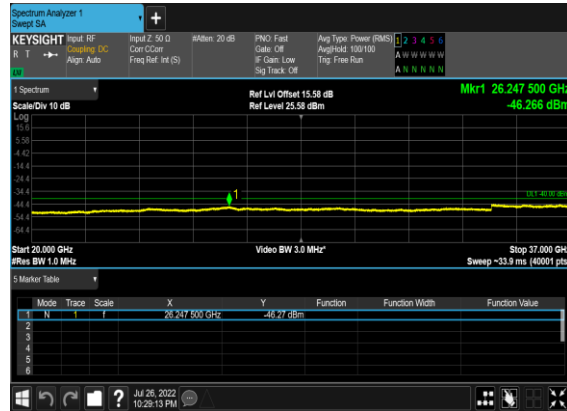 Spectrum Analyzer 1
Swept SA
+
KEYSIGHT Input: RF Input Z: 50 Ω #Atten: 20 dB PNO: Fast Avg Type: Power (RMS) 1 2 3 4 5 6
R T Coupling: DC Corr CCorr Gate: Off Avg|Hold: 100/100 A W W W W W
Align: Auto Freq Ref: Int (S) IF Gain: Low Trig: Free Run
Sig Track: Off A N N N N N
1 Spectrum Ref Lvl Offset 15.58 dB Mkr1 26.247 500 GHz
Scale/Div 10 dB Ref Level 25.58 dBm -46.266 dBm
Log
15.6
5.58
-4.42
-14.4
-24.4
-34.4 1 DL1 -40.00 dBm
-44.4
-54.4
-64.4
Start 20.000 GHz Video BW 3.0 MHz* Stop 37.000 GHz
#Res BW 1.0 MHz Sweep ~33.9 ms (40001 pts)
5 Marker Table
Mode Trace Scale X Y Function Function Width Function Value
1 N 1 f 26.247 500 GHz -46.27 dBm
2
3
4
5
6
? Jul 26, 2022
10:29:13 PM